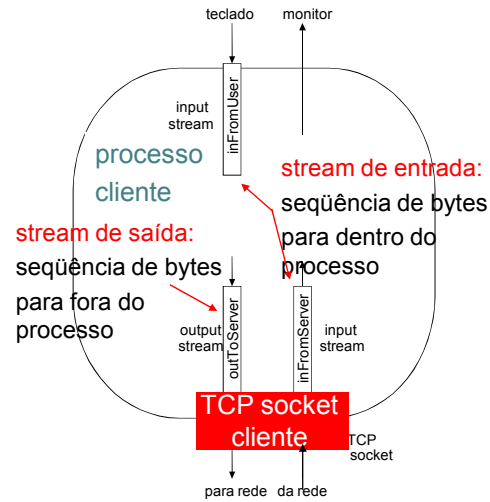 teclado
monitor
input
stream
inFromUser
processo
cliente
stream de entrada:
seqüência de bytes
para dentro do
processo
stream de saída:
seqüência de bytes
para fora do
processo
output
stream
outToServer
inFromServer
input
stream
TCP socket
cliente
TCP
socket
para rede
da rede